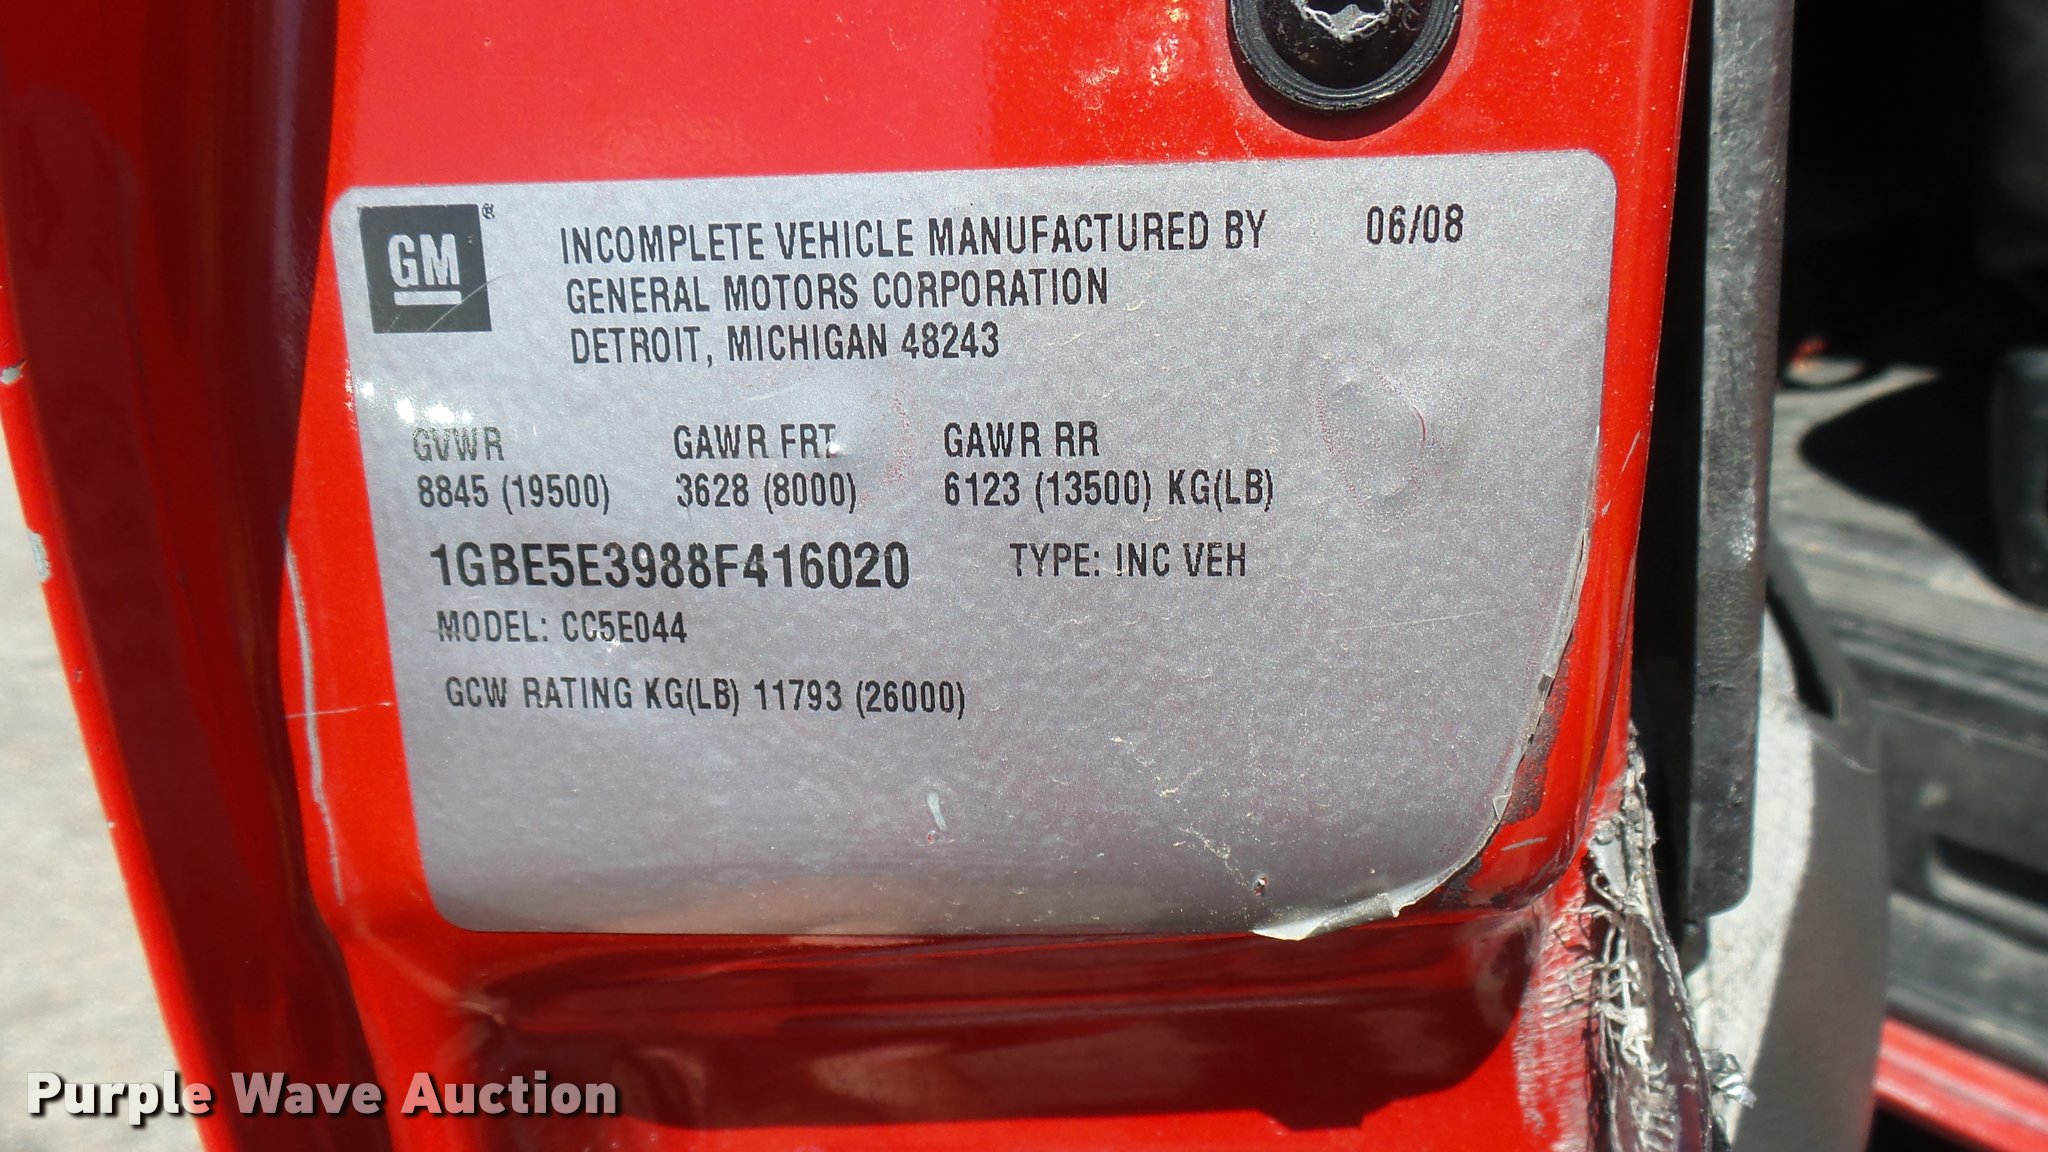 GM®
INCOMPLETE VEHICLE MANUFACTURED BY 06/08
GENERAL MOTORS CORPORATION
DETROIT, MICHIGAN 48243
GVWR GAWR FRT GAWR RR
8845 (19500) 3628 (8000) 6123 (13500) KG(LB)
1GBE5E3988F416020 TYPE: INC VEH
MODEL: CC5E044
GCW RATING KG(LB) 11793 (26000)
Purple Wave Auction